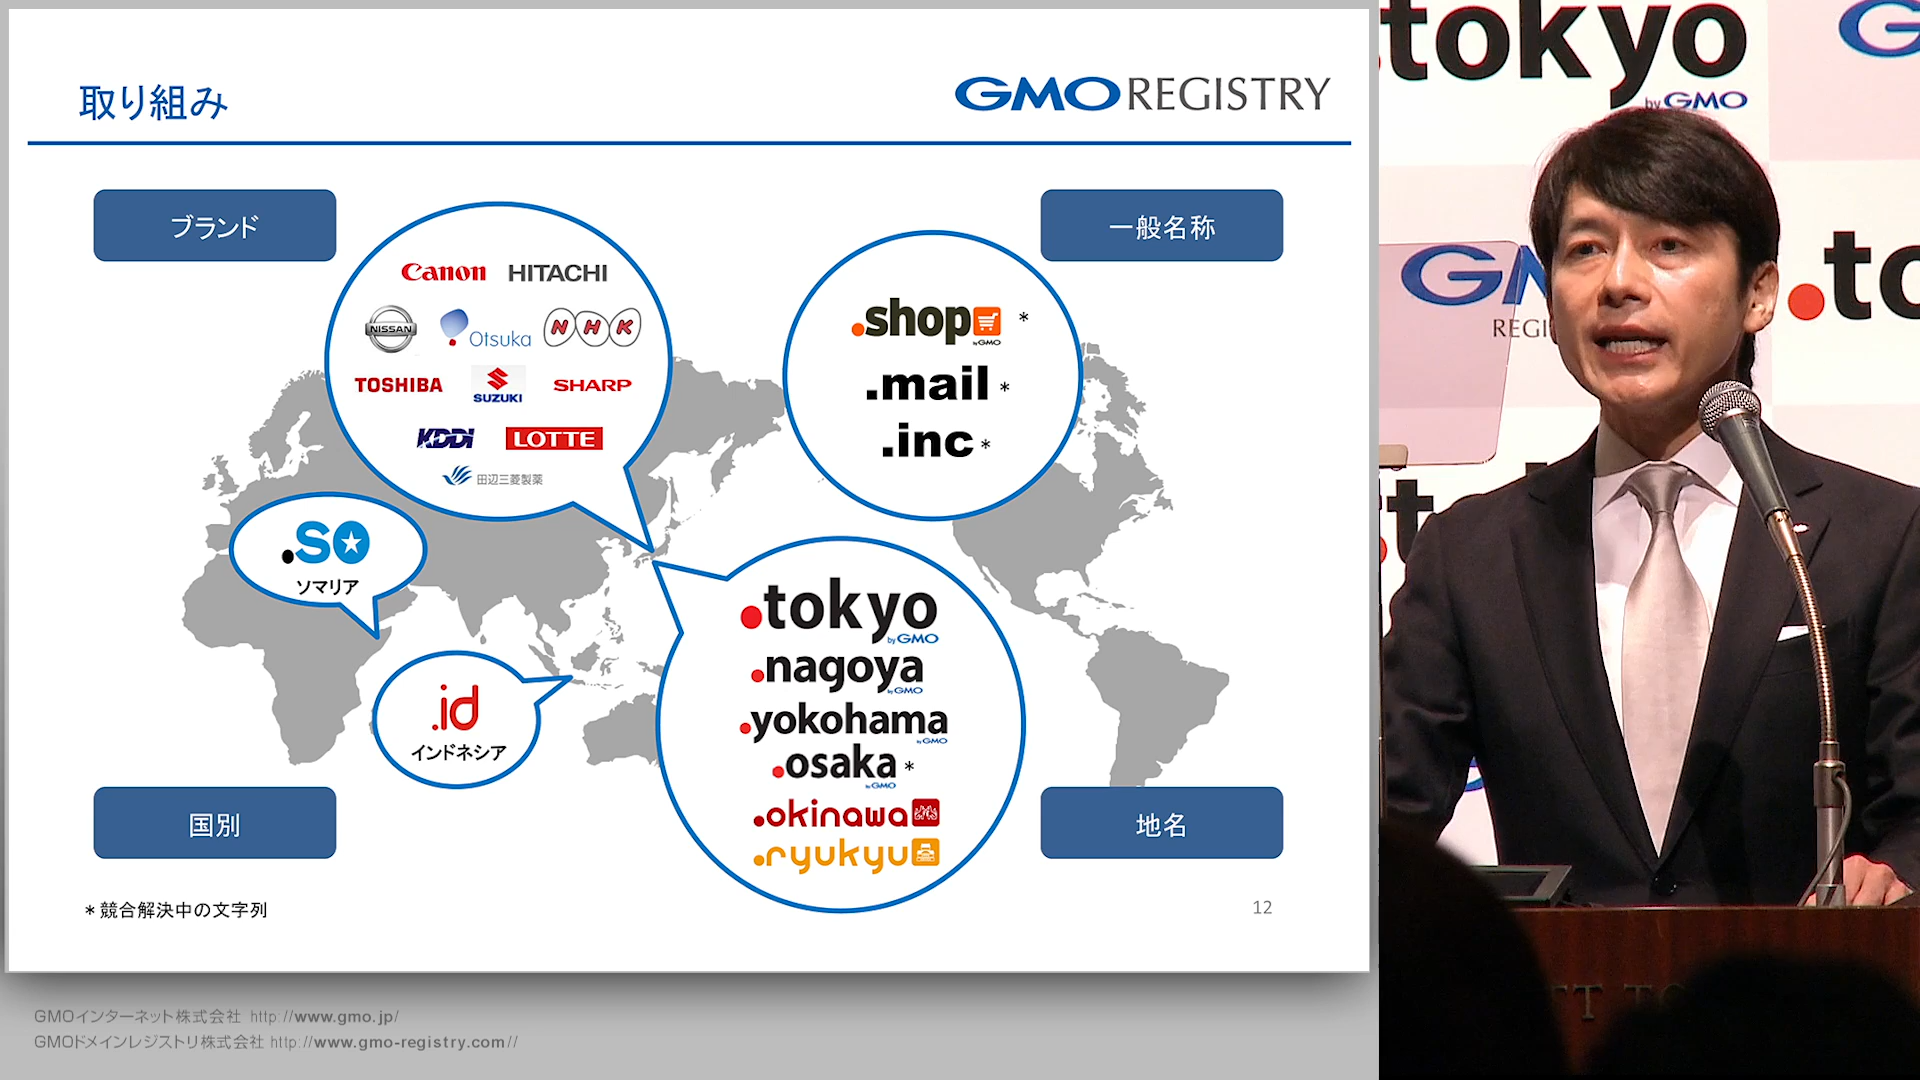 取り組み
GMO REGISTRY
ブランド
一般名称
Canon HITACHI
NISSAN Otsuka NHK
TOSHIBA SUZUKI SHARP
KDDI LOTTE
田辺三菱製薬
.shop by GMO *
.mail *
.inc *
.so
ソマリア
.id
インドネシア
.tokyo
by GMO
.nagoya
by GMO
.yokohama
by GMO
.osaka *
by GMO
.okinawa
.ryukyu
国別
地名
*競合解決中の文字列
12
GMOインターネット株式会社 http://www.gmo.jp/
GMOドメインレジストリ株式会社 http://www.gmo-registry.com//
.tokyo
by GMO
G
GM
REGI
.to